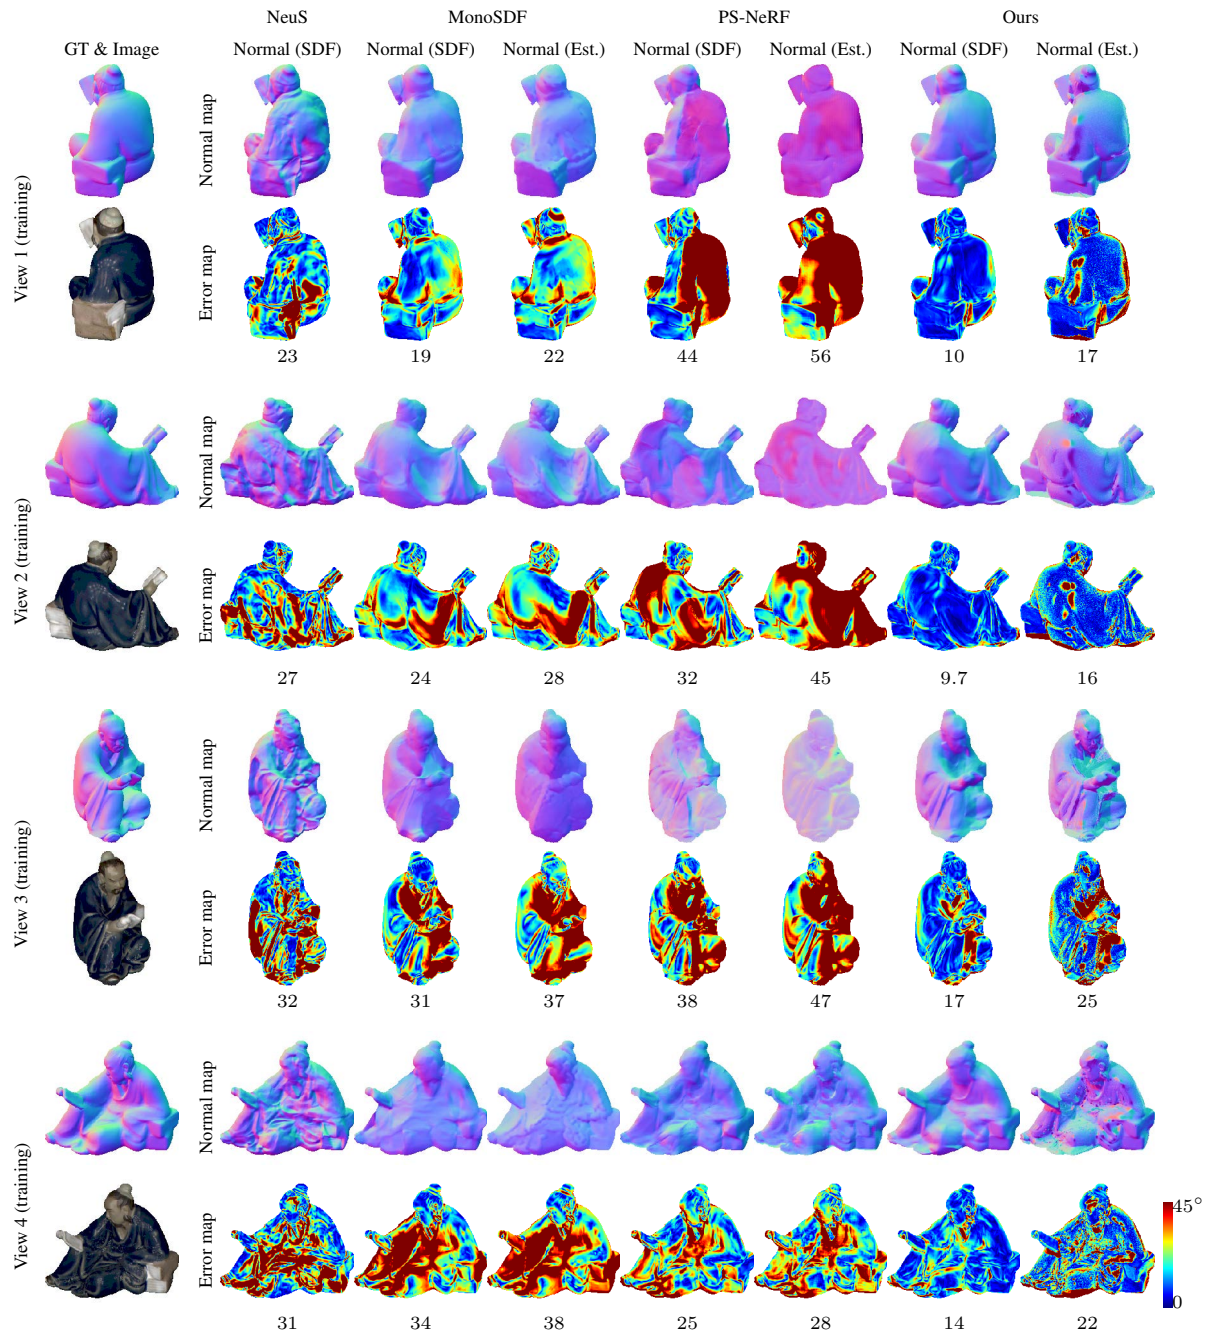 NeuS MonoSDF PS-NeRF Ours
GT & Image Normal (SDF) Normal (SDF) Normal (Est.) Normal (SDF) Normal (Est.) Normal (SDF) Normal (Est.)
View 1 (training)
Normal map
Error map
23 19 22 44 56 10 17
View 2 (training)
Normal map
Error map
27 24 28 32 45 9.7 16
View 3 (training)
Normal map
Error map
32 31 37 38 47 17 25
View 4 (training)
Normal map
Error map
45°
0
31 34 38 25 28 14 22